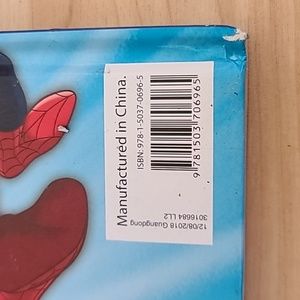 Manufactured in China.
ISBN: 978-1-5037-0696-5
9 781503 706965
12/08/2018 Guangdong
3016684 LL2